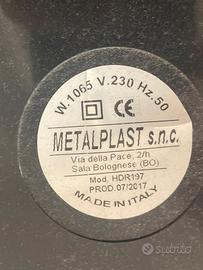 W.1065 V.230 Hz.50
CE
METALPLAST s.n.c.
Via della Pace, 2/h
Sala Bolognese (BO)
Mod. HDR197
PROD.07/2017
MADE IN ITALY
subito